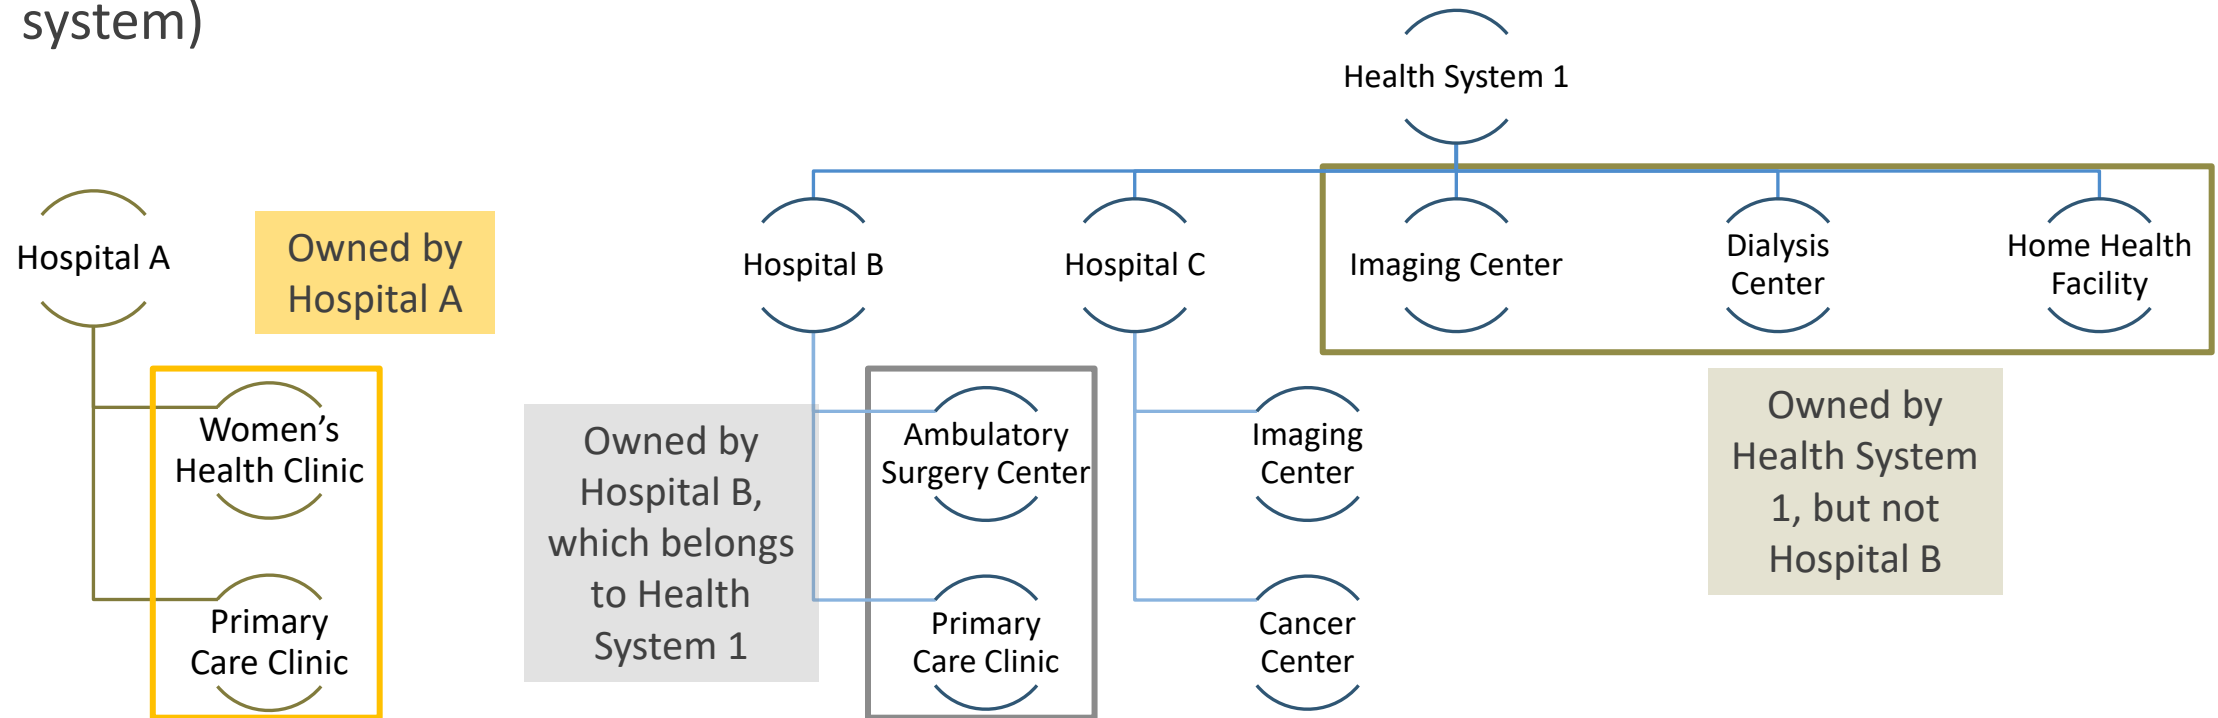 system)
Health System 1
Hospital A
Owned by
Hospital A
Hospital B
Hospital C
Imaging Center
Dialysis
Center
Home Health
Facility
Women’s
Health Clinic
Primary
Care Clinic
Owned by
Hospital B,
which belongs
to Health
System 1
Ambulatory
Surgery Center
Primary
Care Clinic
Imaging
Center
Cancer
Center
Owned by
Health System
1, but not
Hospital B